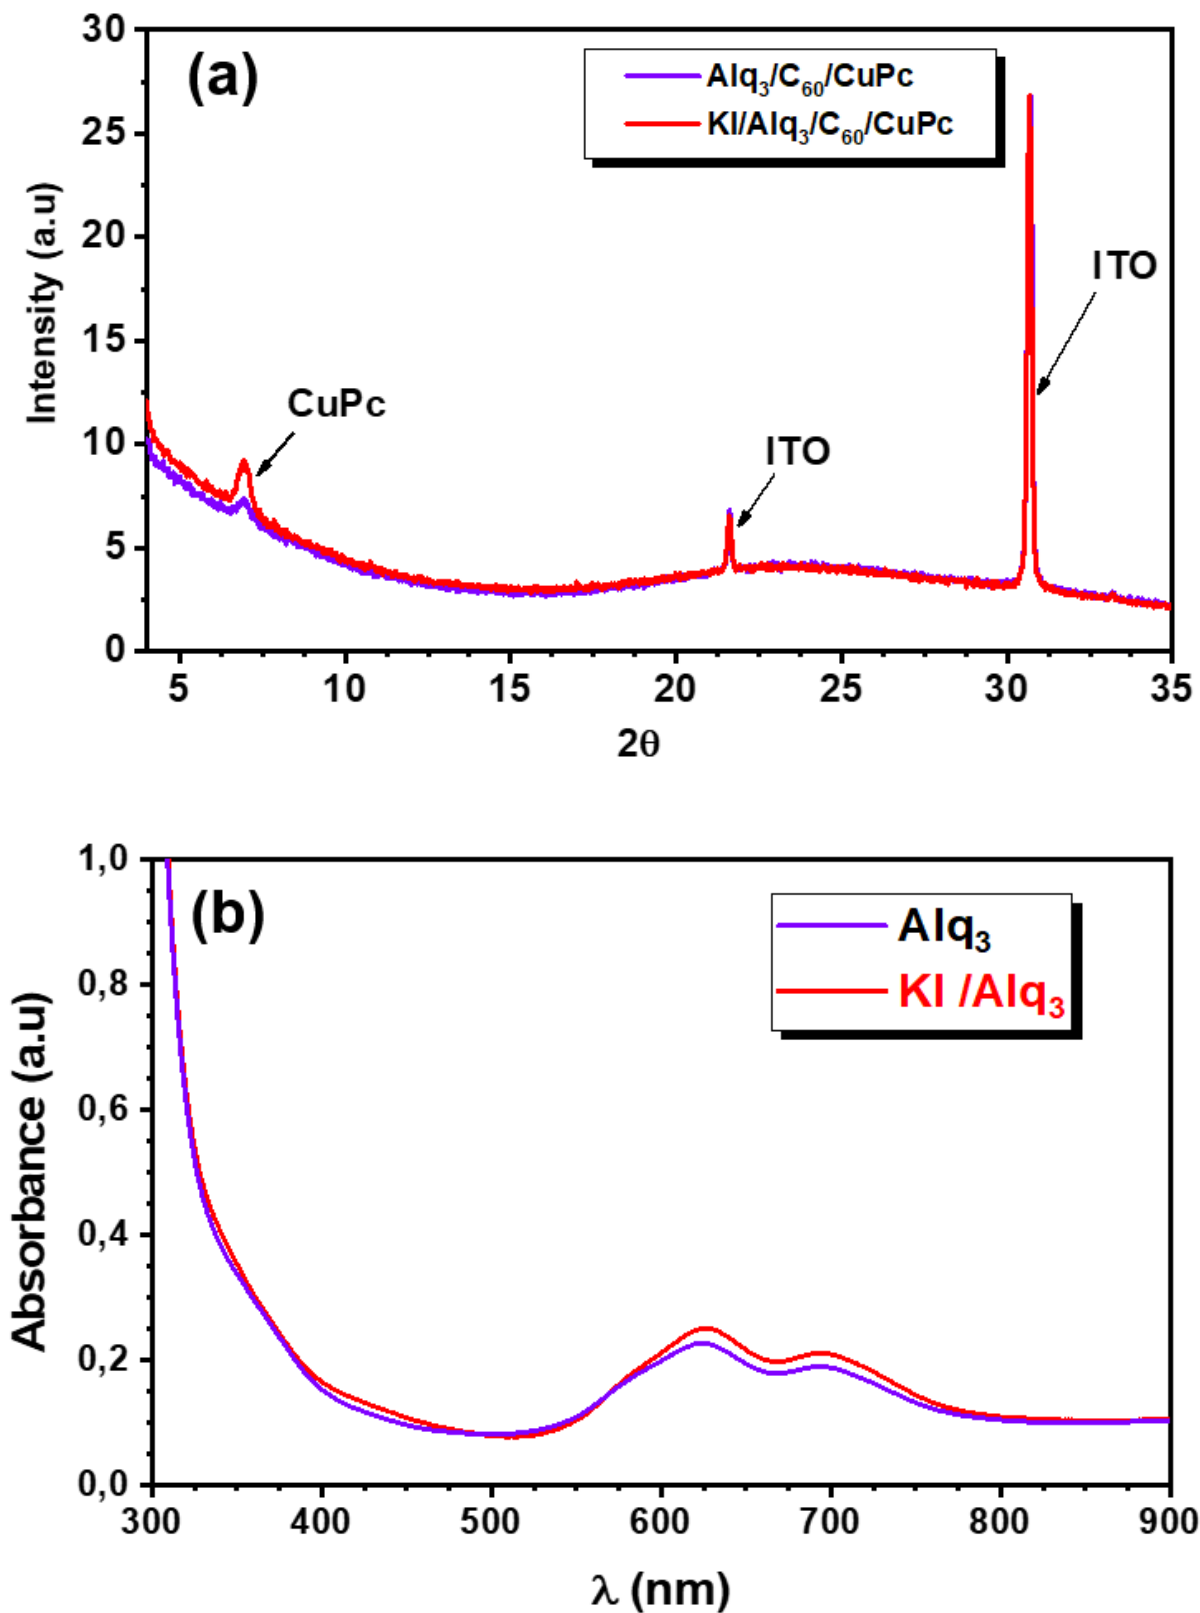 (a)
Alq3/C60/CuPc
KI/Alq3/C60/CuPc
30
25
20
15
10
5
0
Intensity (a.u)
CuPc
ITO
ITO
5 10 15 20 25 30 35
2θ
(b)
Alq3
KI /Alq3
1,0
0,8
0,6
0,4
0,2
0,0
Absorbance (a.u)
300 400 500 600 700 800 900
λ (nm)